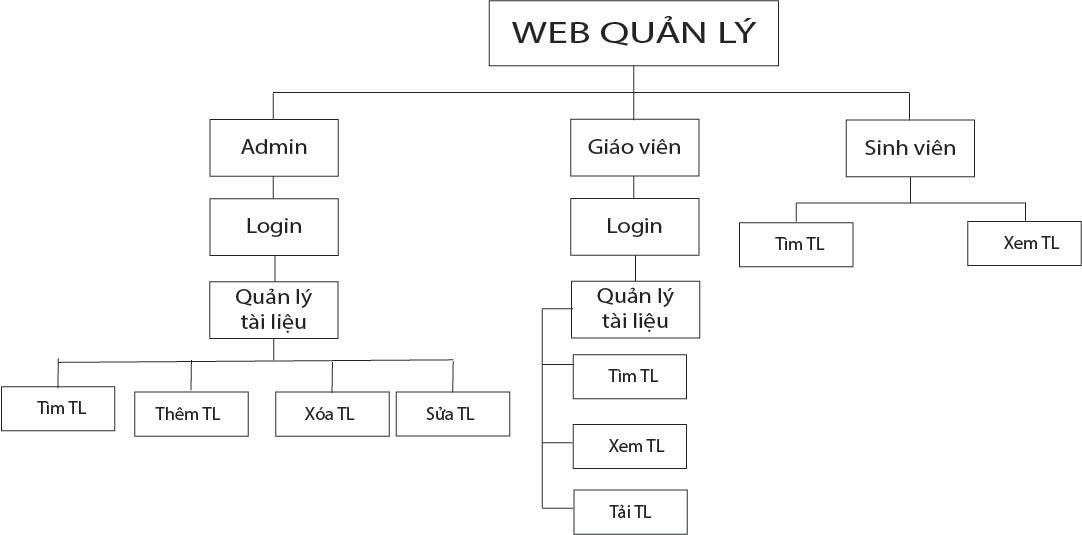 WEB QUẢN LÝ
Admin
Giáo viên
Sinh viên
Login
Login
Tìm TL
Xem TL
Quản lý
tài liệu
Quản lý
tài liệu
Tìm TL
Thêm TL
Xóa TL
Sửa TL
Tìm TL
Xem TL
Tải TL